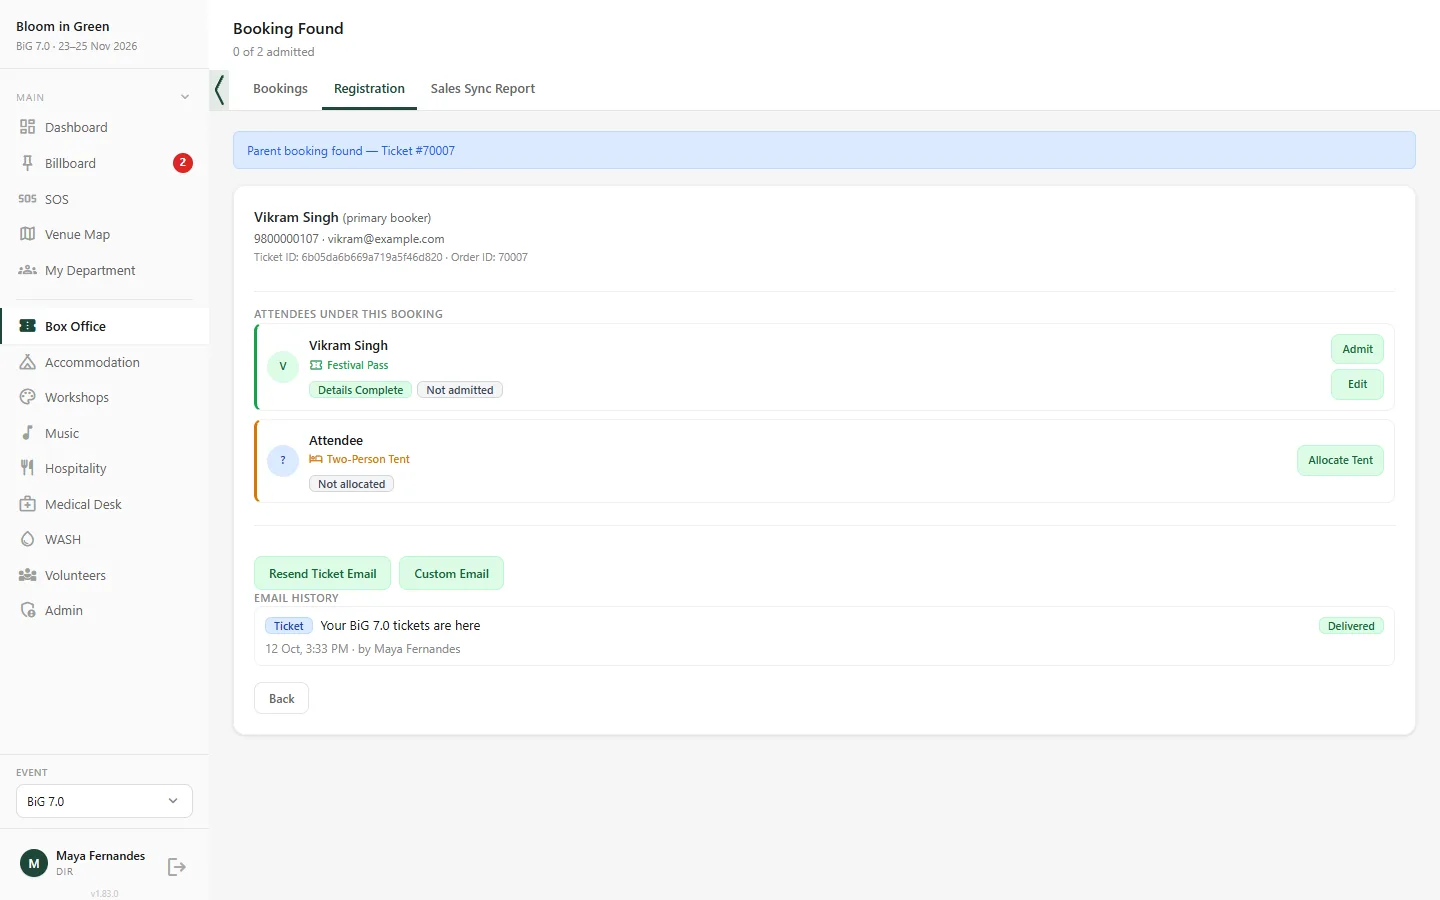 Bloom in Green
BiG 7.0 · 23–25 Nov 2026
MAIN
Dashboard
Billboard
2
SOS
SOS
Venue Map
My Department
Box Office
Accommodation
Workshops
Music
Hospitality
Medical Desk
WASH
Volunteers
Admin
EVENT
BiG 7.0
M
Maya Fernandes
DIR
v1.83.0
Booking Found
0 of 2 admitted
Bookings
Registration
Sales Sync Report
Parent booking found — Ticket #70007
Vikram Singh (primary booker)
9800000107 · vikram@example.com
Ticket ID: 6b05da6b669a719a5f46d820 · Order ID: 70007
ATTENDEES UNDER THIS BOOKING
V
Vikram Singh
Festival Pass
Details Complete
Not admitted
Admit
Edit
?
Attendee
Two-Person Tent
Not allocated
Allocate Tent
Resend Ticket Email
Custom Email
EMAIL HISTORY
Ticket
Your BiG 7.0 tickets are here
Delivered
12 Oct, 3:33 PM · by Maya Fernandes
Back